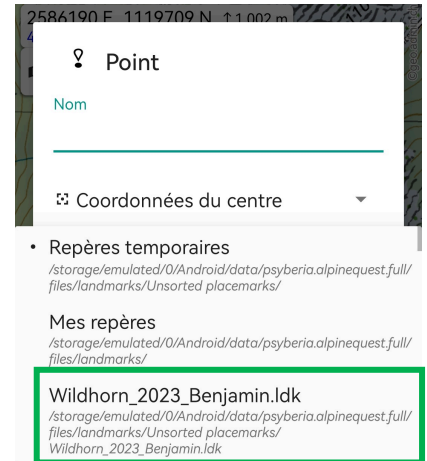 2586190 E, 1119709 N, ↑1 002 m
Point
Nom
Coordonnées du centre
• Repères temporaires
/storage/emulated/0/Android/data/psyberia.alpinequest.full/
files/landmarks/Unsorted placemarks/
Mes repères
/storage/emulated/0/Android/data/psyberia.alpinequest.full/
files/landmarks/
Wildhorn_2023_Benjamin.ldk
/storage/emulated/0/Android/data/psyberia.alpinequest.full/
files/landmarks/Unsorted placemarks/
Wildhorn_2023_Benjamin.ldk